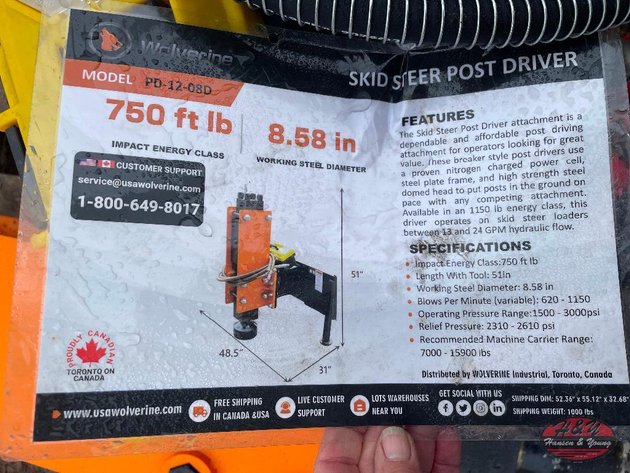 Wolverine
SKID STEER POST DRIVER
MODEL PD-12-08D
750 ft lb
IMPACT ENERGY CLASS
8.58 in
WORKING STEEL DIAMETER
CUSTOMER SUPPORT
service@usawolverine.com
1-800-649-8017
51"
48.5"
31"
PROUDLY CANADIAN
TORONTO ON
CANADA
FEATURES
The Skid Steer Post Driver attachment is a
dependable and affordable post driving
attachment for operators looking for great
value. These breaker style post drivers use
a proven nitrogen charged power cell,
steel plate frame, and high strength steel
domed head to put posts in the ground on
pace with any competing attachment.
Available in an 1150 lb energy class, this
driver operates on skid steer loaders
between 13 and 24 GPM hydraulic flow.
SPECIFICATIONS
• Impact Energy Class:750 ft lb
• Length With Tool: 51In
• Working Steel Diameter: 8.58 in
• Blows Per Minute (variable): 620 - 1150
• Operating Pressure Range:1500 - 3000psi
• Relief Pressure: 2310 - 2610 psi
• Recommended Machine Carrier Range:
7000 - 15900 lbs
Distributed by WOLVERINE Industrial, Toronto, Canada
www.usawolverine.com
FREE SHIPPING
IN CANADA &USA
LIVE CUSTOMER
SUPPORT
LOTS WAREHOUSES
NEAR YOU
GET SOCIAL WITH US
SHIPPING DIM: 52.36" x 55.12" x 32.68"
SHIPPING WEIGHT: 1000 lbs
H&Y
Hansen & Young